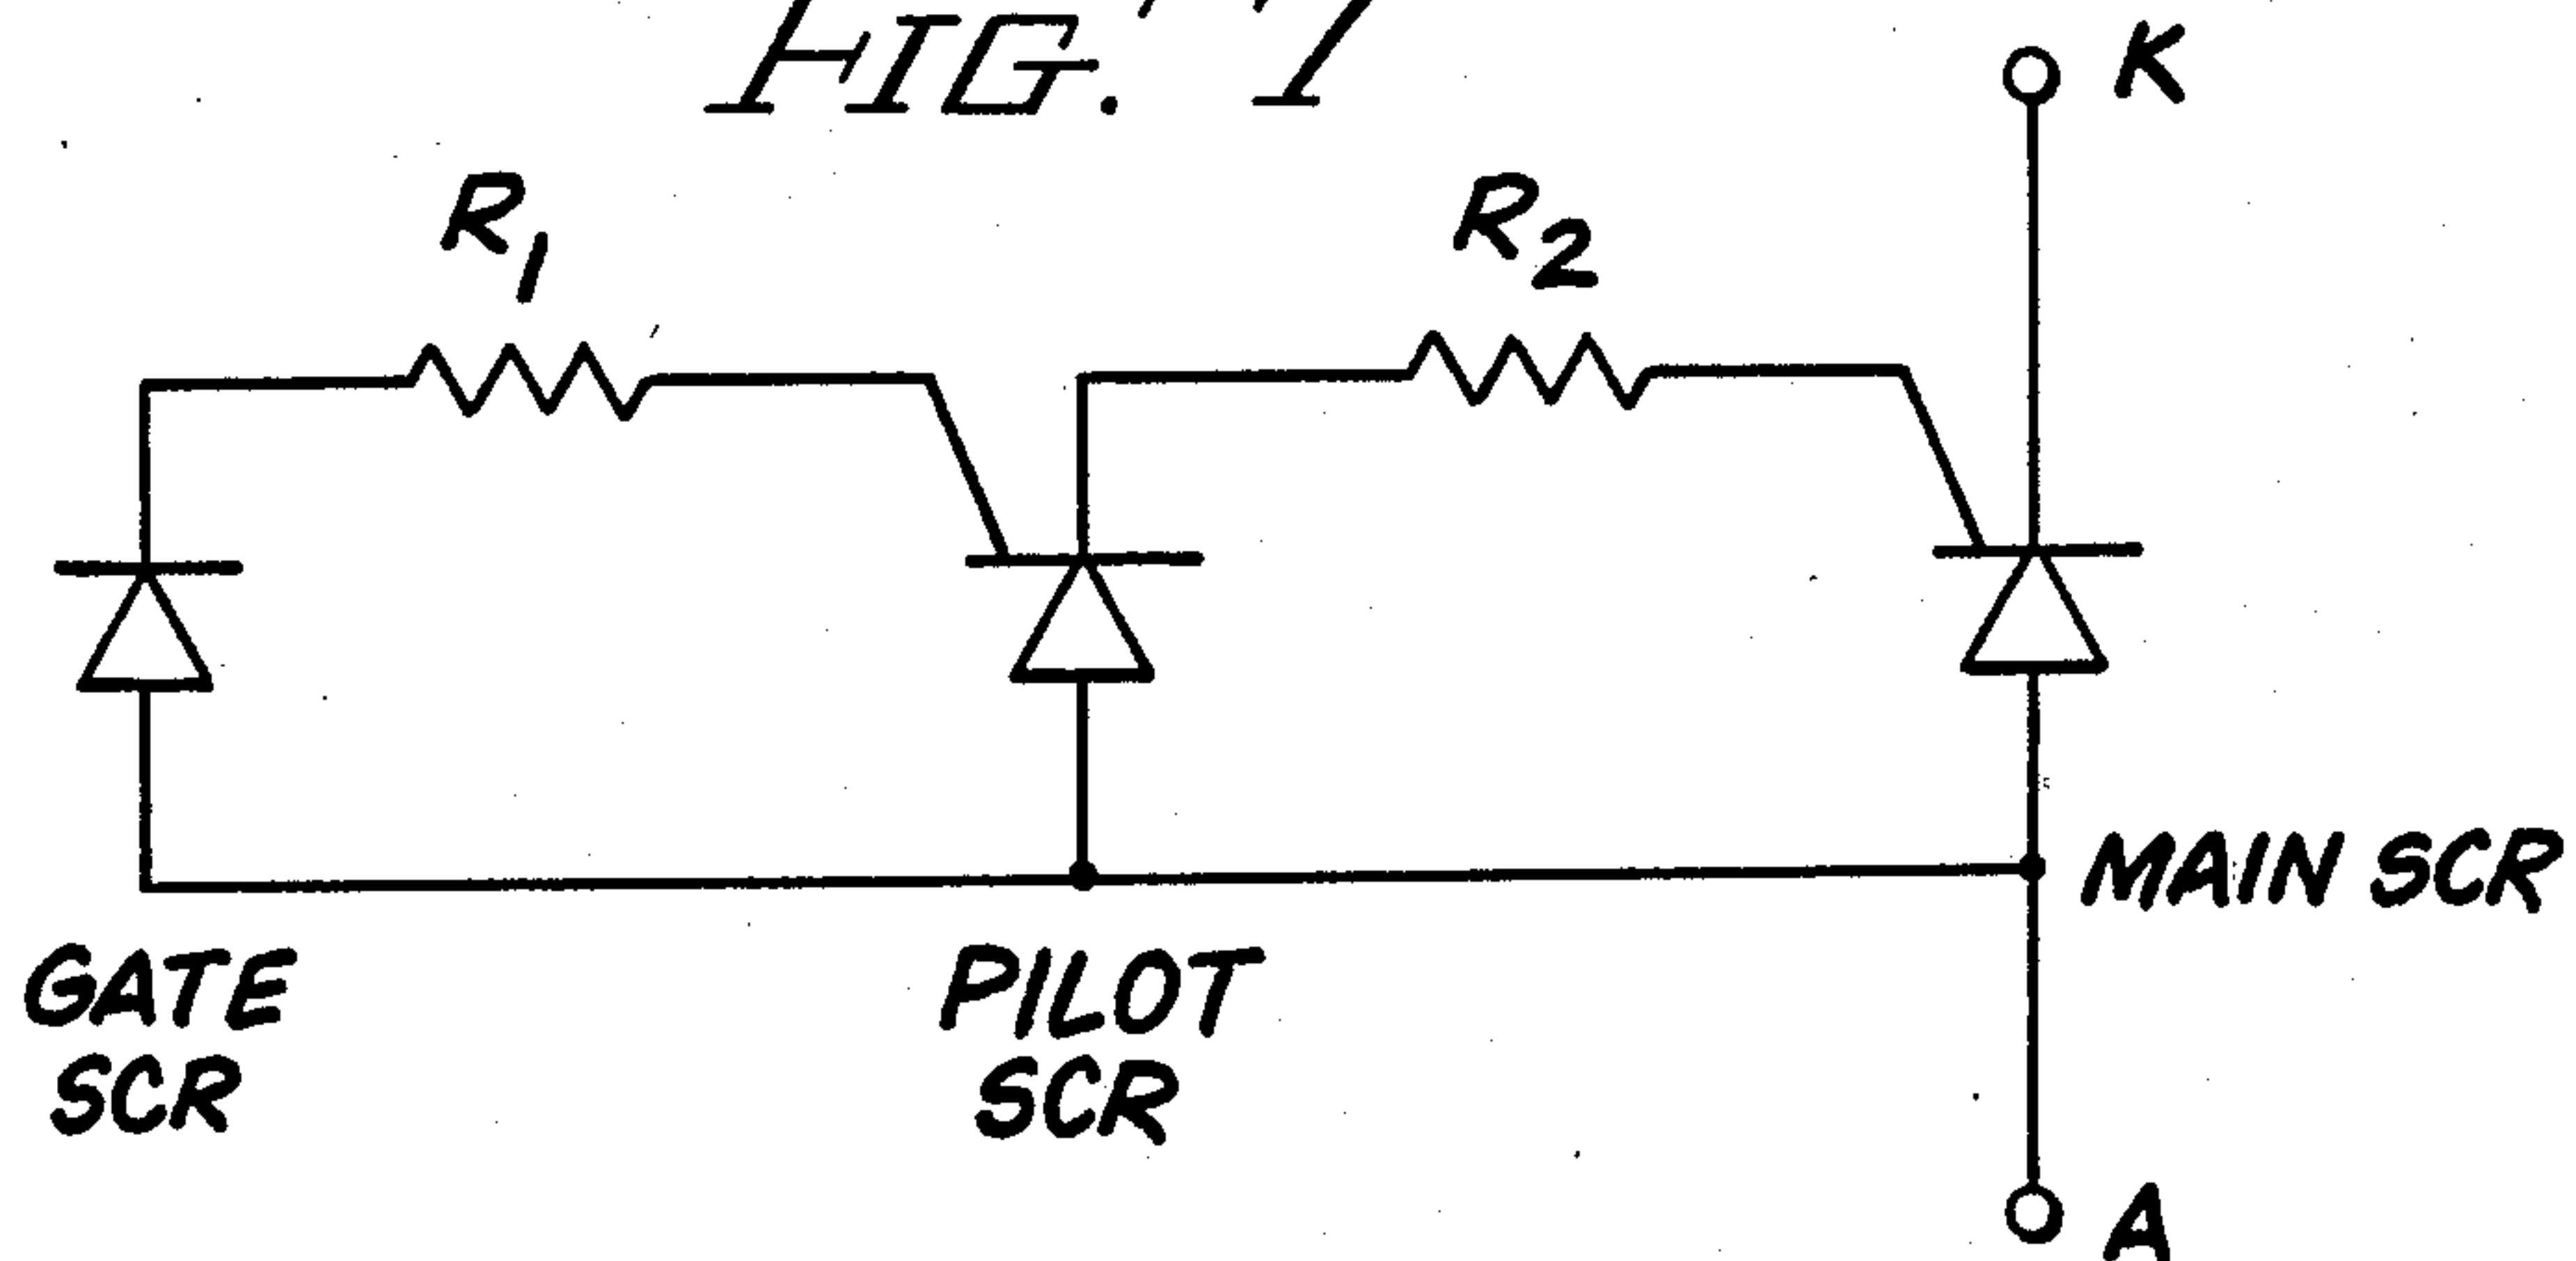 FIG. 7
K
R1
R2
MAIN SCR
GATE
SCR
PILOT
SCR
A